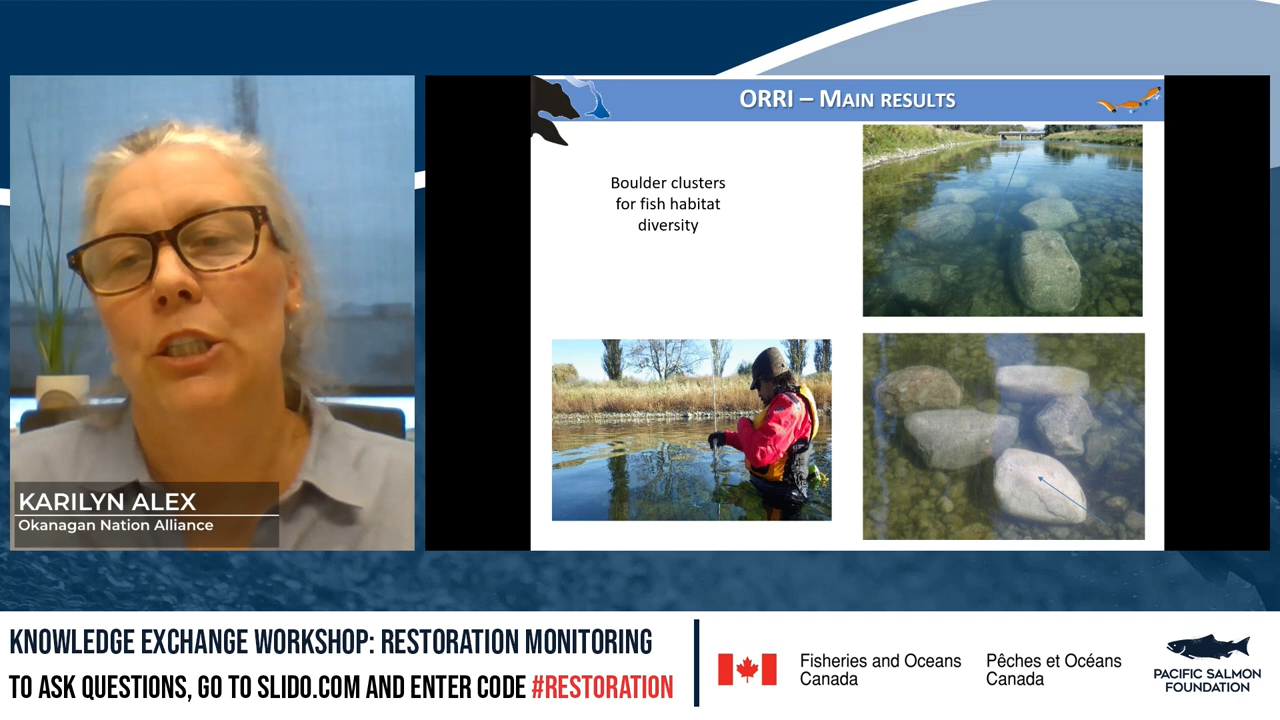 ORRI – MAIN RESULTS
Boulder clusters
for fish habitat
diversity
KARILYN ALEX
Okanagan Nation Alliance
KNOWLEDGE EXCHANGE WORKSHOP: RESTORATION MONITORING
TO ASK QUESTIONS, GO TO SLIDO.COM AND ENTER CODE #RESTORATION
Fisheries and Oceans
Canada
Pêches et Océans
Canada
PACIFIC SALMON
FOUNDATION